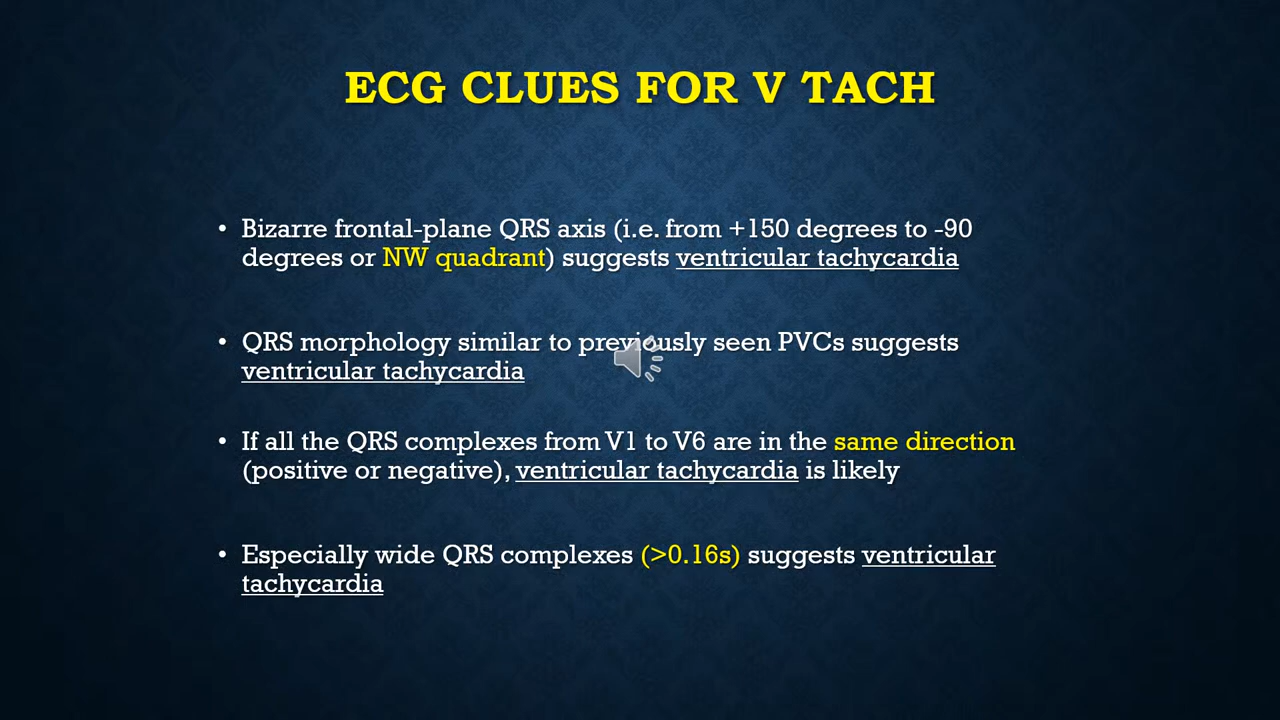 ECG CLUES FOR V TACH
• Bizarre frontal-plane QRS axis (i.e. from +150 degrees to -90
degrees or NW quadrant) suggests ventricular tachycardia
• QRS morphology similar to previously seen PVCs suggests
ventricular tachycardia
• If all the QRS complexes from V1 to V6 are in the same direction
(positive or negative), ventricular tachycardia is likely
• Especially wide QRS complexes (>0.16s) suggests ventricular
tachycardia